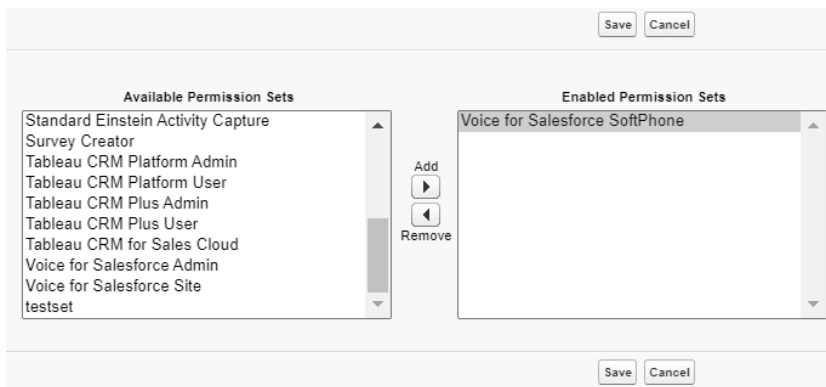 Save Cancel
Available Permission Sets
Enabled Permission Sets
Standard Einstein Activity Capture
Survey Creator
Tableau CRM Platform Admin
Tableau CRM Platform User
Tableau CRM Plus Admin
Tableau CRM Plus User
Tableau CRM for Sales Cloud
Voice for Salesforce Admin
Voice for Salesforce Site
testset
Add
Remove
Voice for Salesforce SoftPhone
Save Cancel